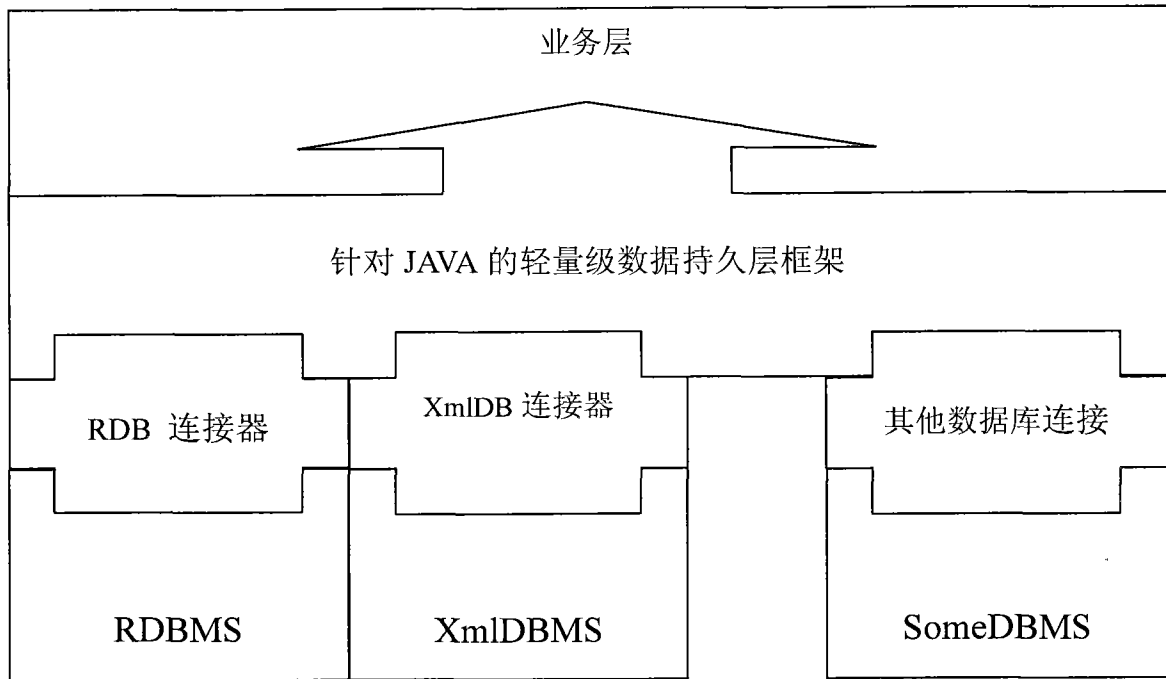 业务层
针对 JAVA 的轻量级数据持久层框架
RDB 连接器
XmlDB 连接器
其他数据库连接
RDBMS
XmlDBMS
SomeDBMS